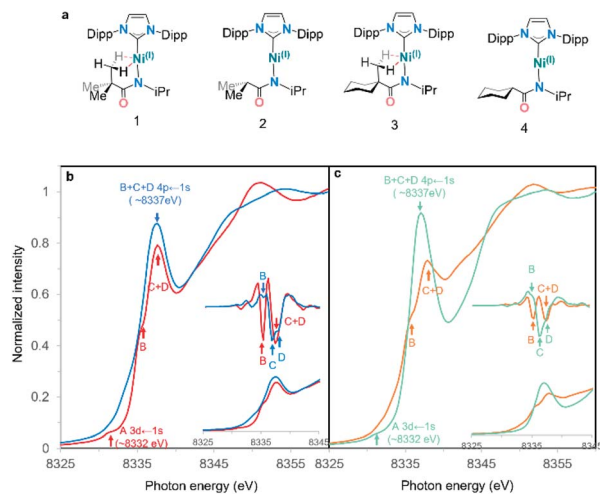 a
Dipp N N Dipp
Dipp N N Dipp
Dipp N N Dipp
Dipp N N Dipp
H Ni(I)
H
Me N iPr
Me O
1
Ni(I)
Me N iPr
Me O
2
H Ni(I)
H
N iPr
O
3
Ni(I)
N iPr
O
4
b
B+C+D 4p←1s
(~8337eV)
C+D
B
A 3d←1s
(~8332 eV)
B
C+D
B
D
C
8325 8335 8345
Normalized intensity
1
0.8
0.6
0.4
0.2
0
8325 8335 8345 8355
Photon energy (eV)
c
B+C+D 4p←1s
(~8337eV)
C+D
B
A 3d←1s
(~8332 eV)
B
C+D
B
D
C
8325 8335 8345
8325 8335 8345 8355
Photon energy (eV)